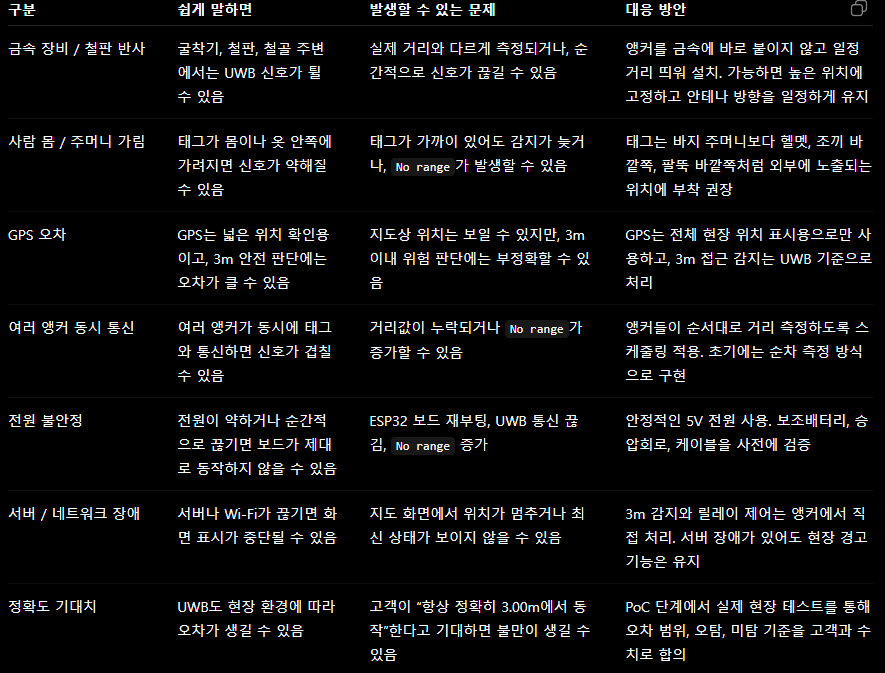 구분 쉽게 말하면 발생할 수 있는 문제 대응 방안
금속 장비 / 철판 반사
굴착기, 철판, 철골 주변
에서는 UWB 신호가 튈
수 있음
실제 거리와 다르게 측정되거나, 순
간적으로 신호가 끊길 수 있음
앵커를 금속에 바로 붙이지 않고 일정
거리 띄워 설치. 가능하면 높은 위치에
고정하고 안테나 방향을 일정하게 유지
사람 몸 / 주머니 가림
태그가 몸이나 옷 안쪽에
가려지면 신호가 약해질
수 있음
태그가 가까이 있어도 감지가 늦거
나, No range 가 발생할 수 있음
태그는 바지 주머니보다 헬멧, 조끼 바
깥쪽, 팔뚝 바깥쪽처럼 외부에 노출되는
위치에 부착 권장
GPS 오차
GPS는 넓은 위치 확인용
이고, 3m 안전 판단에는
오차가 클 수 있음
지도상 위치는 보일 수 있지만, 3m
이내 위험 판단에는 부정확할 수 있
음
GPS는 전체 현장 위치 표시용으로만 사
용하고, 3m 접근 감지는 UWB 기준으로
처리
여러 앵커 동시 통신
여러 앵커가 동시에 태그
와 통신하면 신호가 겹칠
수 있음
거리값이 누락되거나 No range 가
증가할 수 있음
앵커들이 순서대로 거리 측정하도록 스
케줄링 적용. 초기에는 순차 측정 방식
으로 구현
전원 불안정
전원이 약하거나 순간적
으로 끊기면 보드가 제대
로 동작하지 않을 수 있음
ESP32 보드 재부팅, UWB 통신 끊
김, No range 증가
안정적인 5V 전원 사용. 보조배터리, 승
압회로, 케이블을 사전에 검증
서버 / 네트워크 장애
서버나 Wi-Fi가 끊기면 화
면 표시가 중단될 수 있음
지도 화면에서 위치가 멈추거나 최
신 상태가 보이지 않을 수 있음
3m 감지와 릴레이 제어는 앵커에서 직
접 처리. 서버 장애가 있어도 현장 경고
기능은 유지
정확도 기대치
UWB도 현장 환경에 따라
오차가 생길 수 있음
고객이 “항상 정확히 3.00m에서 동
작”한다고 기대하면 불만이 생길 수
있음
PoC 단계에서 실제 현장 테스트를 통해
오차 범위, 오탐, 미탐 기준을 고객과 수
치로 합의